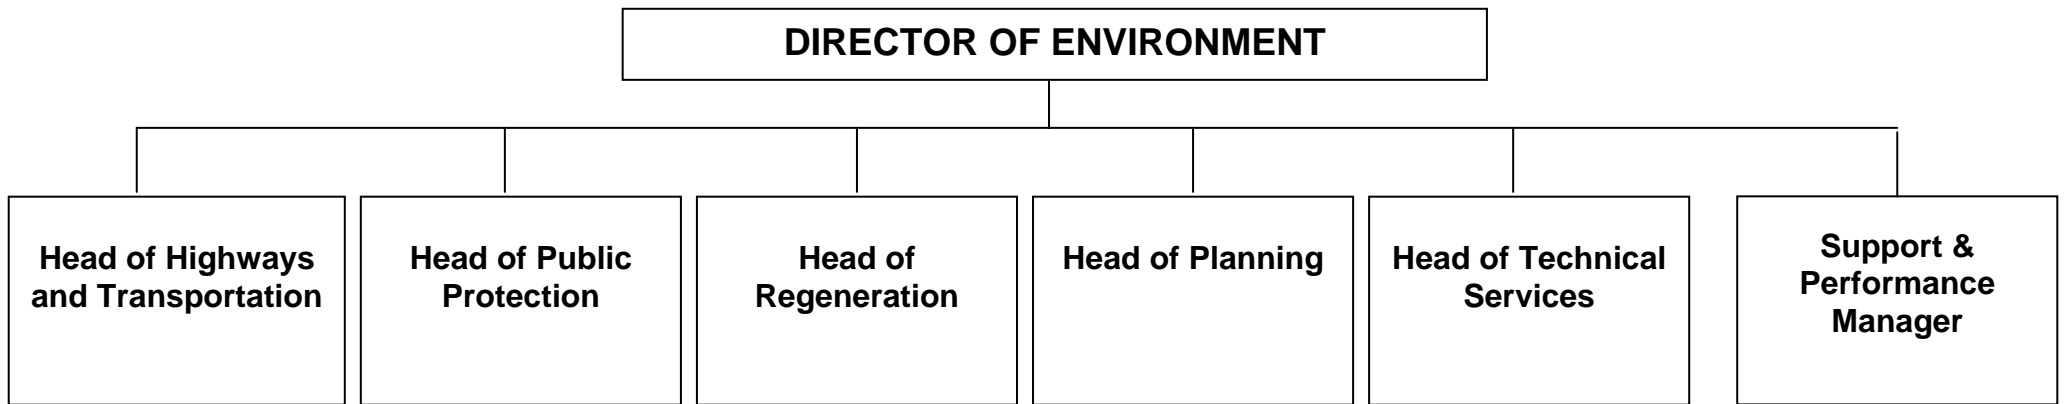 DIRECTOR OF ENVIRONMENT
Head of Highways
and Transportation
Head of Public
Protection
Head of
Regeneration
Head of Planning
Head of Technical
Services
Support &
Performance
Manager